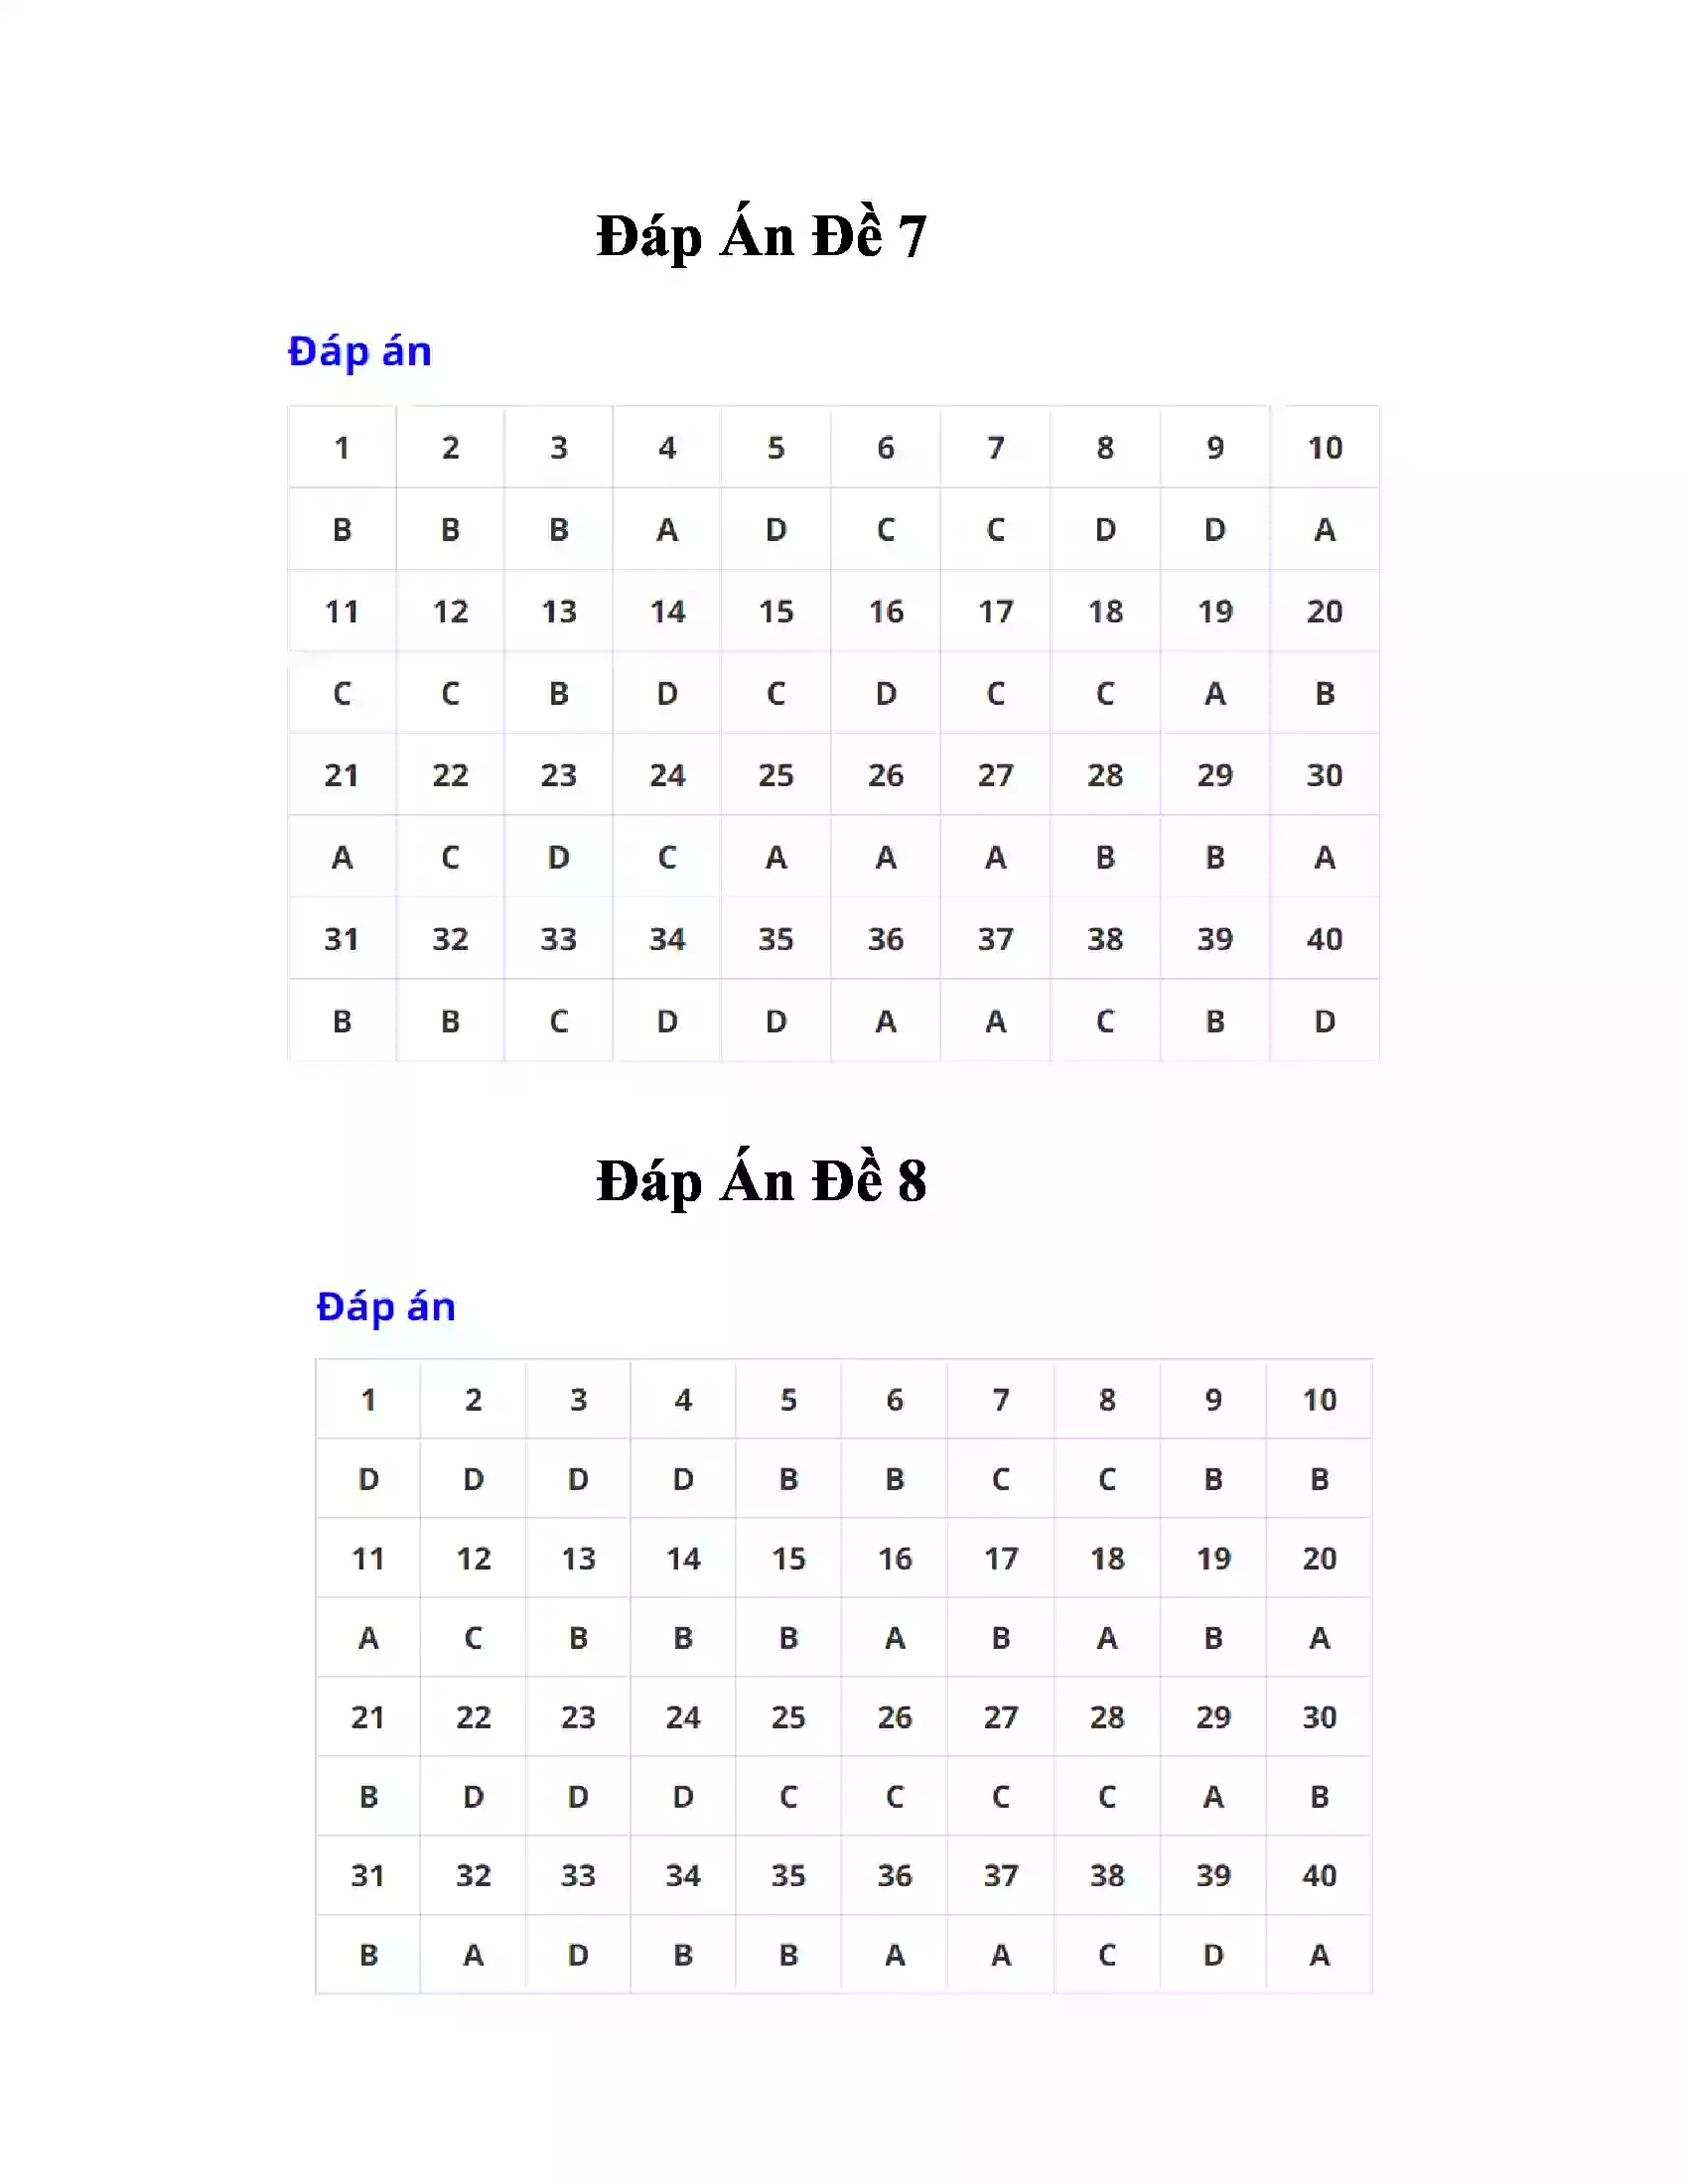 Đáp Án Đề 7
Đáp án
1 2 3 4 5 6 7 8 9 10
B B B A D C C D D A
11 12 13 14 15 16 17 18 19 20
C C B D C D C C A B
21 22 23 24 25 26 27 28 29 30
A C D C A A A B B A
31 32 33 34 35 36 37 38 39 40
B B C D D A A C B D
Đáp Án Đề 8
Đáp án
1 2 3 4 5 6 7 8 9 10
D D D D B B C C B B
11 12 13 14 15 16 17 18 19 20
A C B B B A B A B A
21 22 23 24 25 26 27 28 29 30
B D D D C C C C A B
31 32 33 34 35 36 37 38 39 40
B A D B B A A C D A